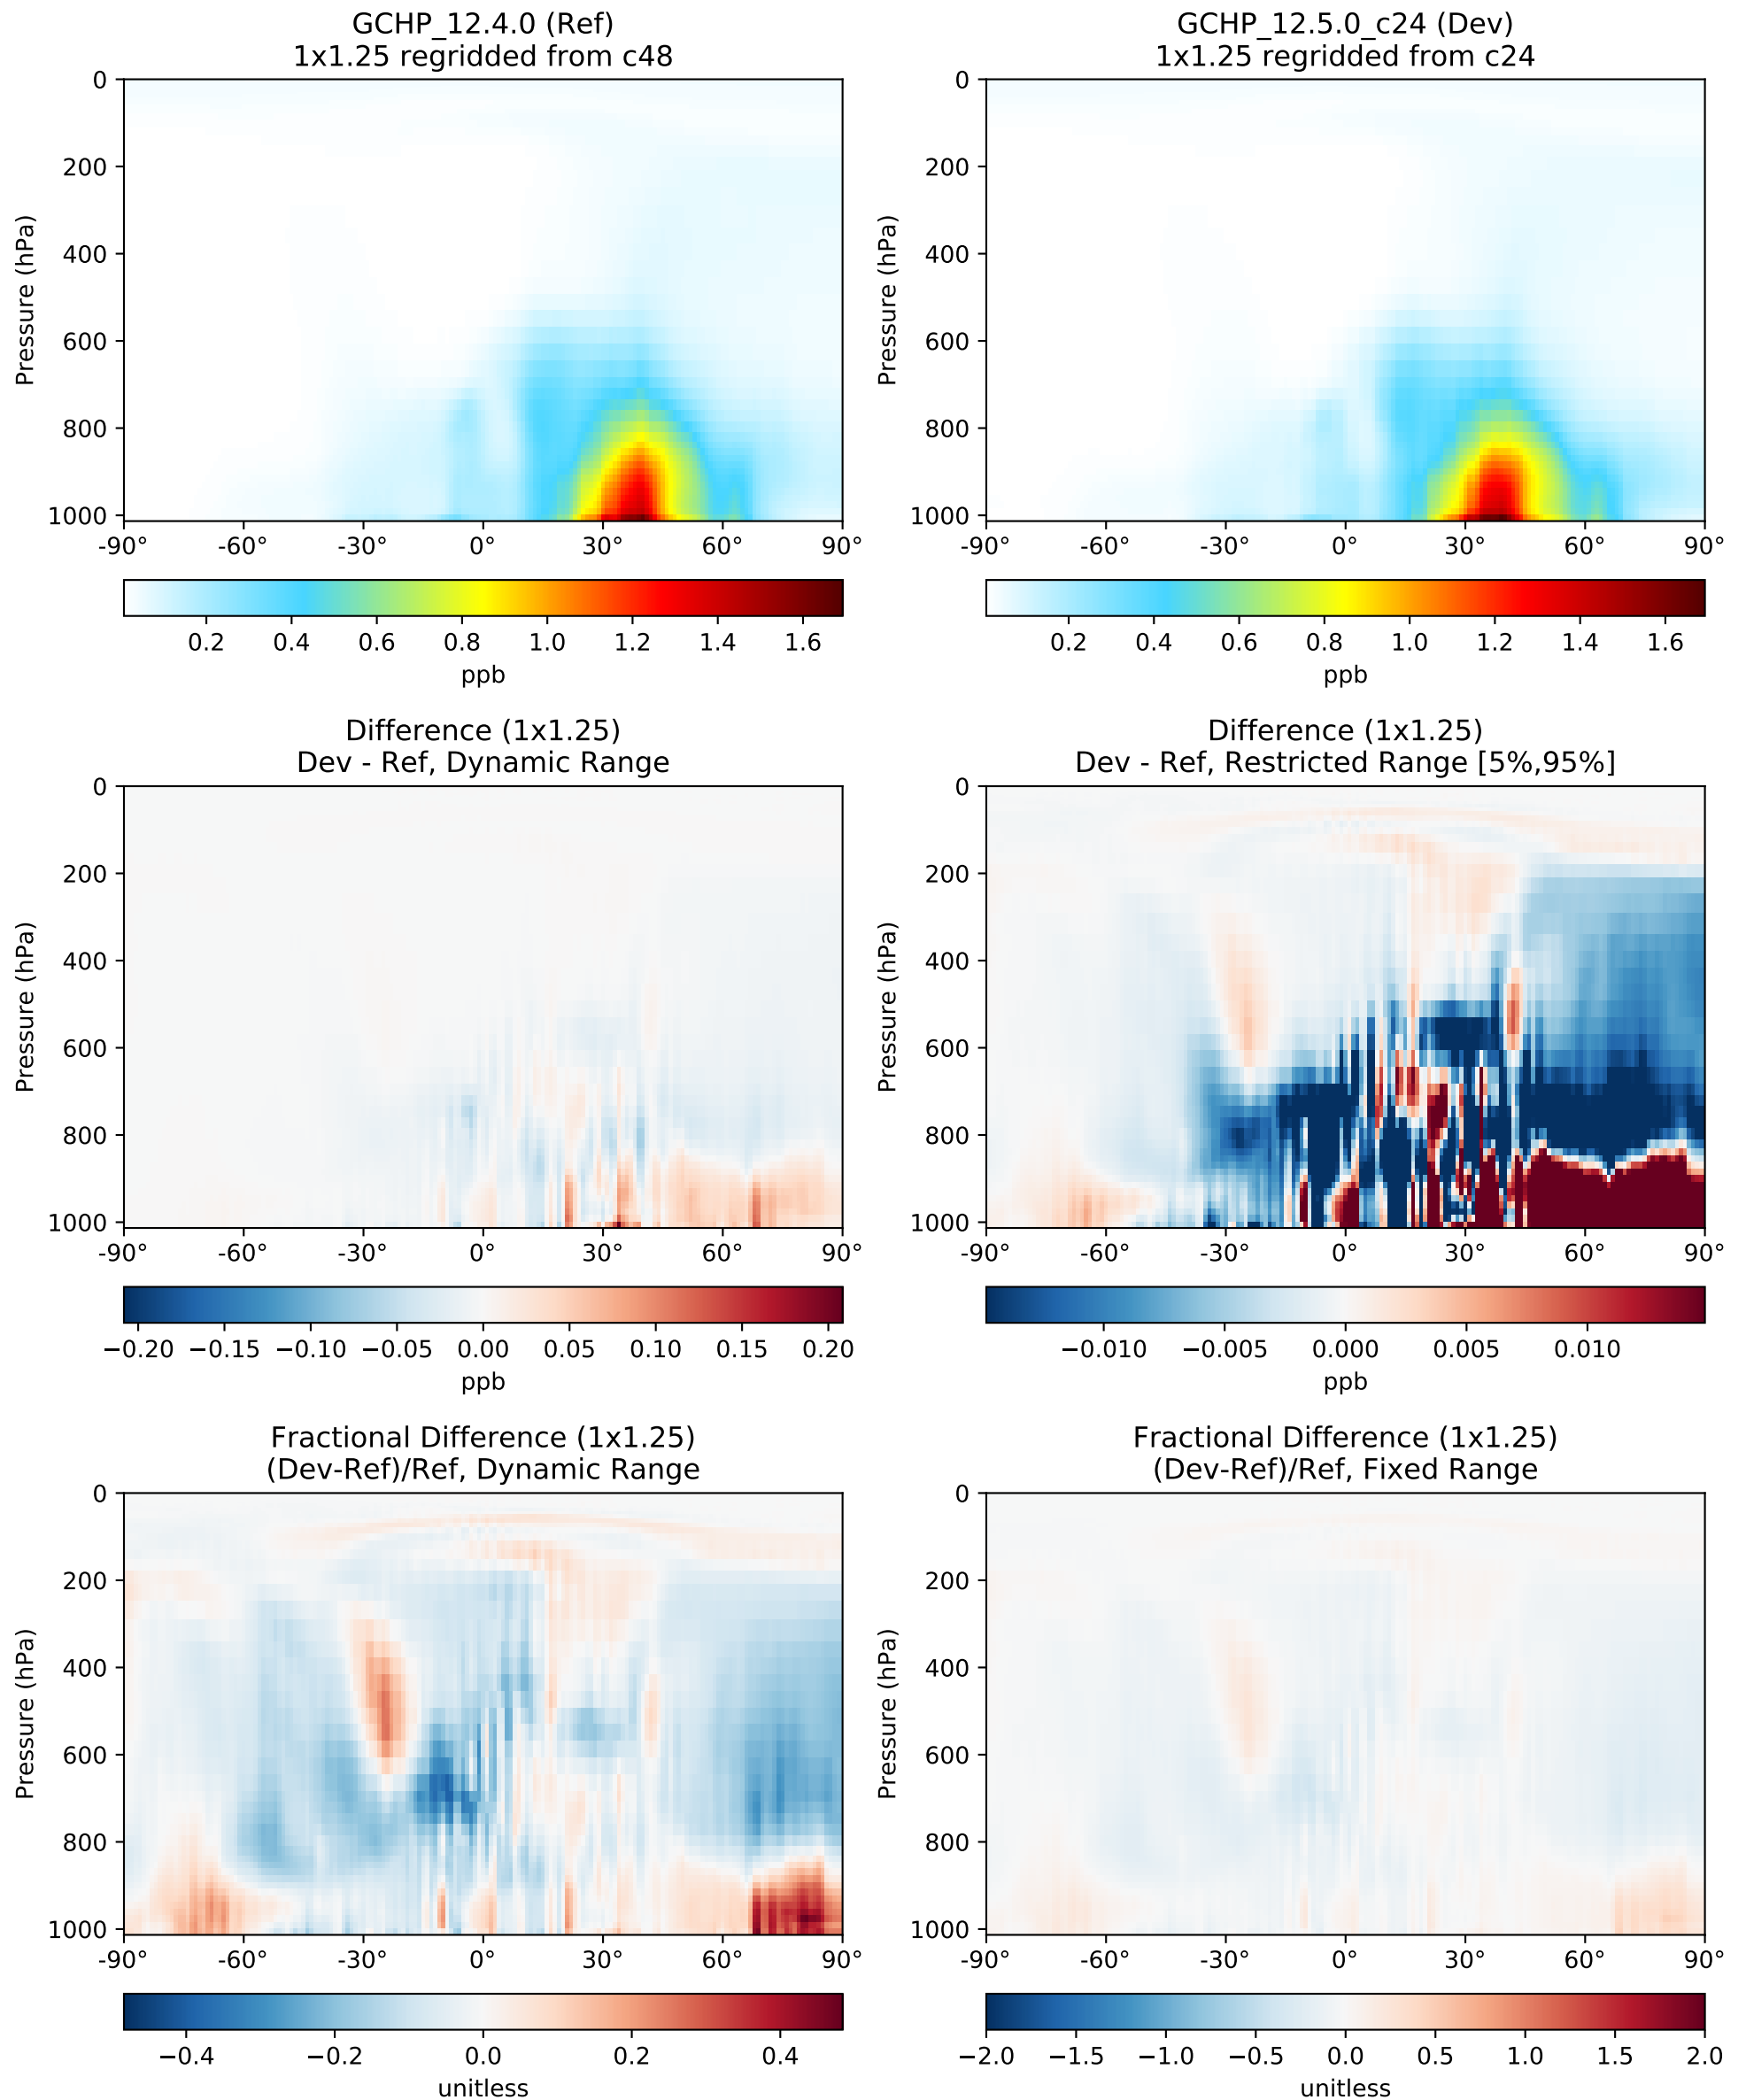 GCHP_12.4.0 (Ref)
1x1.25 regridded from c48
GCHP_12.5.0_c24 (Dev)
1x1.25 regridded from c24
Pressure (hPa)
0
200
400
600
800
1000
-90° -60° -30° 0° 30° 60° 90°
0.2 0.4 0.6 0.8 1.0 1.2 1.4 1.6
ppb
Pressure (hPa)
0
200
400
600
800
1000
-90° -60° -30° 0° 30° 60° 90°
0.2 0.4 0.6 0.8 1.0 1.2 1.4 1.6
ppb
Difference (1x1.25)
Dev - Ref, Dynamic Range
Pressure (hPa)
0
200
400
600
800
1000
-90° -60° -30° 0° 30° 60° 90°
−0.20 −0.15 −0.10 −0.05 0.00 0.05 0.10 0.15 0.20
ppb
Difference (1x1.25)
Dev - Ref, Restricted Range [5%,95%]
Pressure (hPa)
0
200
400
600
800
1000
-90° -60° -30° 0° 30° 60° 90°
−0.010 −0.005 0.000 0.005 0.010
ppb
Fractional Difference (1x1.25)
(Dev-Ref)/Ref, Dynamic Range
Pressure (hPa)
0
200
400
600
800
1000
-90° -60° -30° 0° 30° 60° 90°
−0.4 −0.2 0.0 0.2 0.4
unitless
Fractional Difference (1x1.25)
(Dev-Ref)/Ref, Fixed Range
Pressure (hPa)
0
200
400
600
800
1000
-90° -60° -30° 0° 30° 60° 90°
−2.0 −1.5 −1.0 −0.5 0.0 0.5 1.0 1.5 2.0
unitless